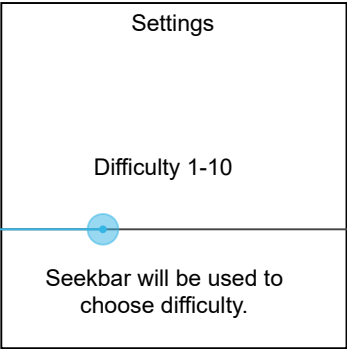 Settings
Difficulty 1-10
Seekbar will be used to
choose difficulty.